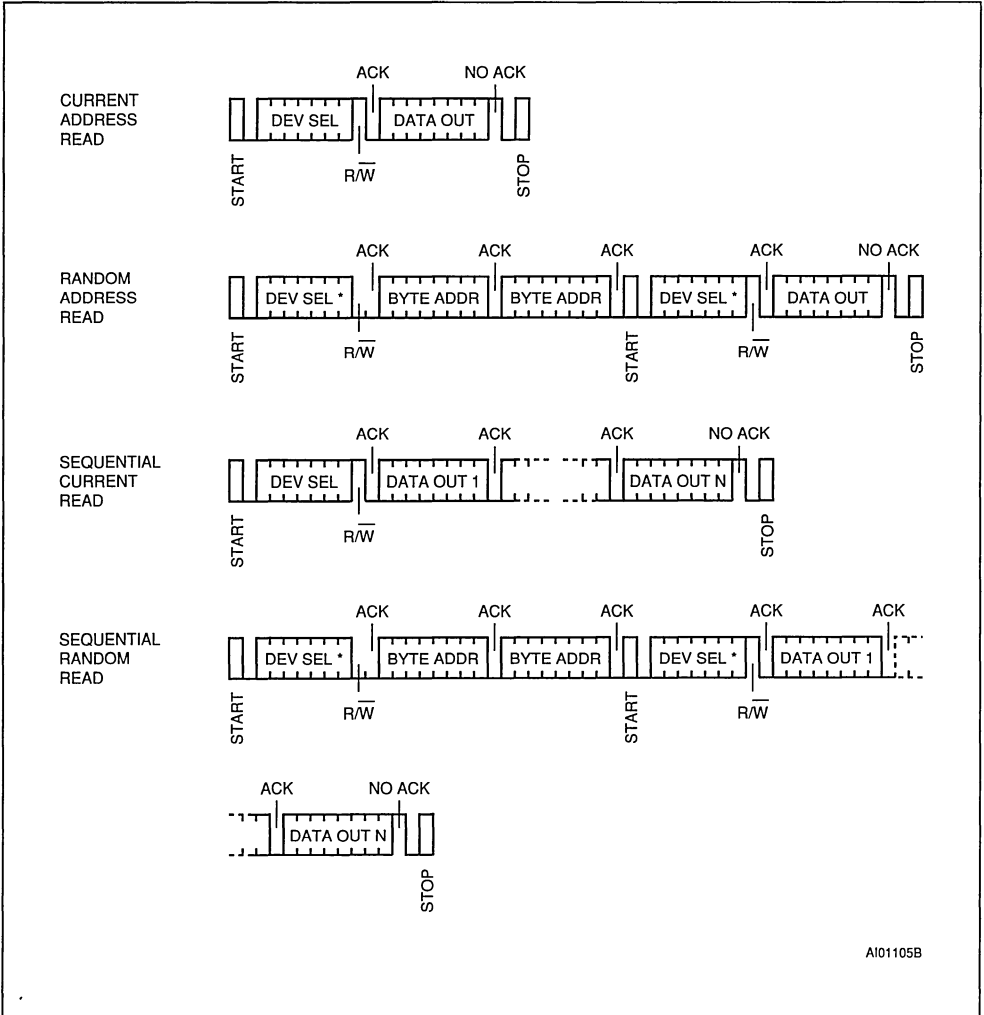 ACK NO ACK
CURRENT
ADDRESS
READ
DEV SEL DATA OUT
START R/W̅ STOP
ACK ACK ACK ACK NO ACK
RANDOM
ADDRESS
READ
DEV SEL * BYTE ADDR BYTE ADDR DEV SEL * DATA OUT
START R/W̅ START R/W̅ STOP
ACK ACK ACK NO ACK
SEQUENTIAL
CURRENT
READ
DEV SEL DATA OUT 1 DATA OUT N
START R/W̅ STOP
ACK ACK ACK ACK ACK
SEQUENTIAL
RANDOM
READ
DEV SEL * BYTE ADDR BYTE ADDR DEV SEL * DATA OUT 1
START R/W̅ START R/W̅
ACK NO ACK
DATA OUT N
STOP
AI01105B